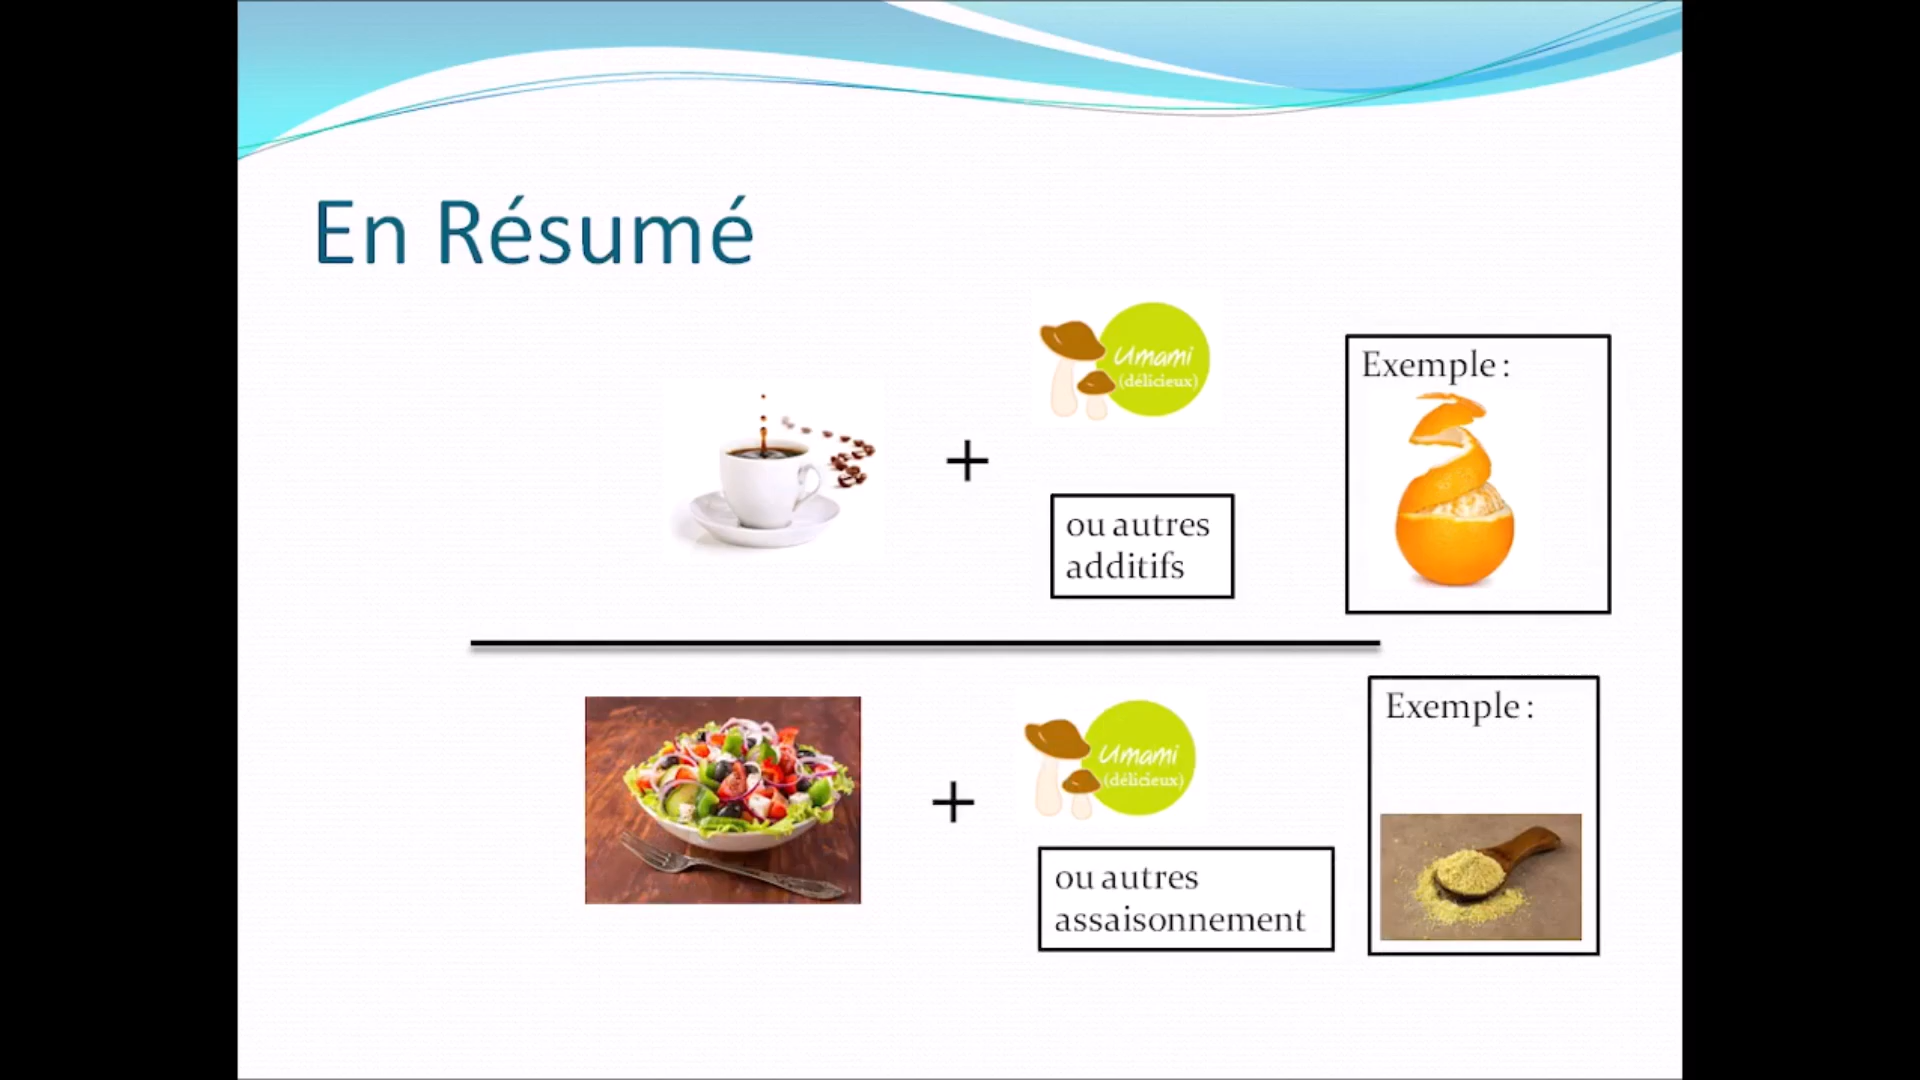 En Résumé
Umami
(délicieux)
Exemple :
+
ou autres
additifs
Umami
(délicieux)
Exemple :
+
ou autres
assaisonnement